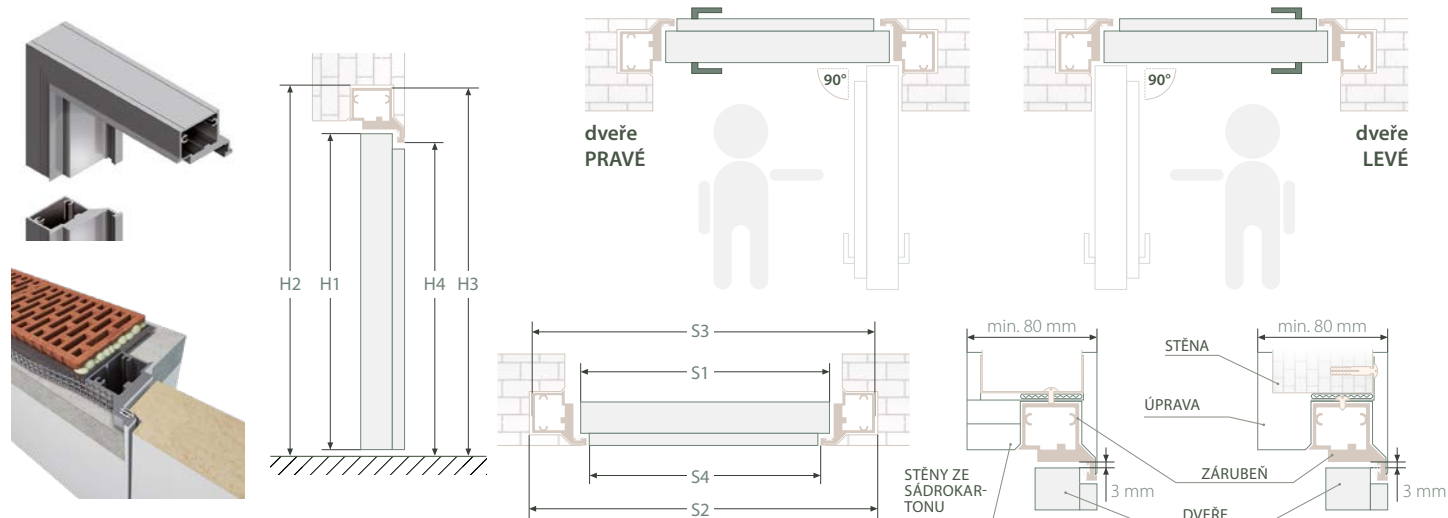 90°
90°
dveře
PRAVÉ
dveře
LEVÉ
H2
H1
H4
H3
S3
S1
S4
S2
min. 80 mm
min. 80 mm
STĚNA
ÚPRAVA
STĚNY ZE
SÁDROKAR-
TONU
ZÁRUBEŇ
3 mm
3 mm
DVEŘE